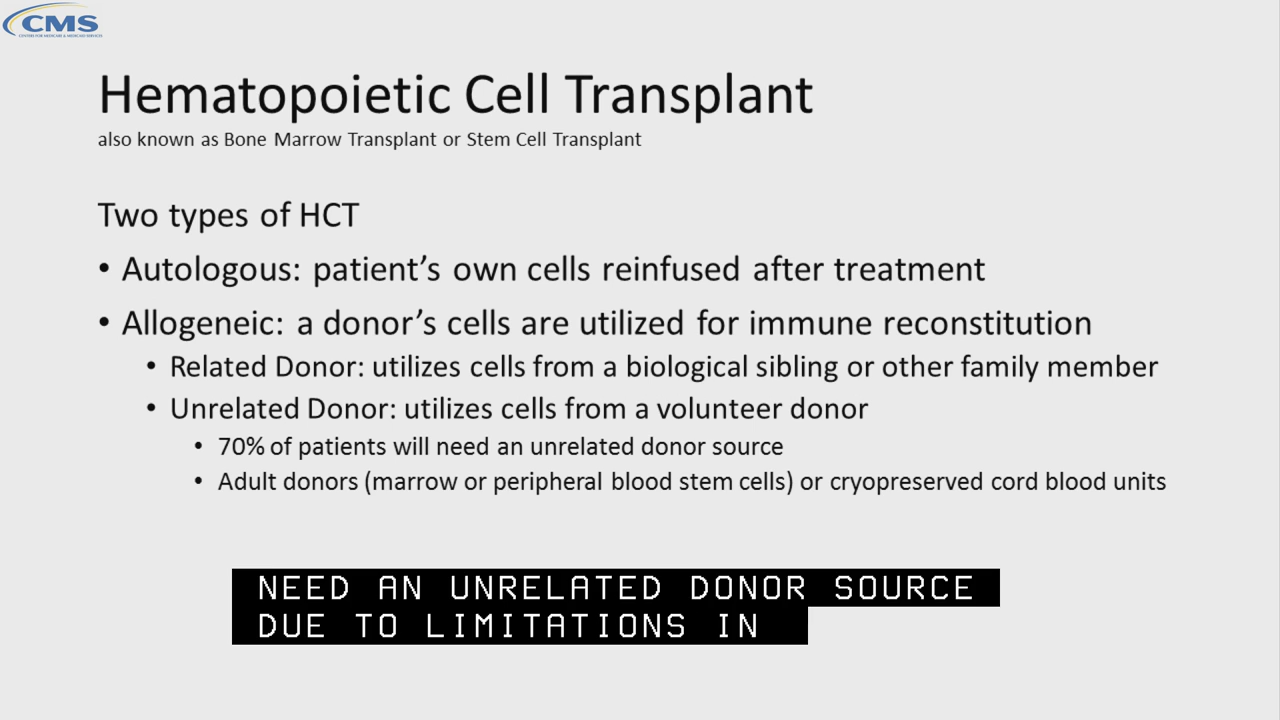 CMS
CENTERS FOR MEDICARE & MEDICAID SERVICES
Hematopoietic Cell Transplant
also known as Bone Marrow Transplant or Stem Cell Transplant
Two types of HCT
• Autologous: patient’s own cells reinfused after treatment
• Allogeneic: a donor’s cells are utilized for immune reconstitution
• Related Donor: utilizes cells from a biological sibling or other family member
• Unrelated Donor: utilizes cells from a volunteer donor
• 70% of patients will need an unrelated donor source
• Adult donors (marrow or peripheral blood stem cells) or cryopreserved cord blood units
NEED AN UNRELATED DONOR SOURCE
DUE TO LIMITATIONS IN